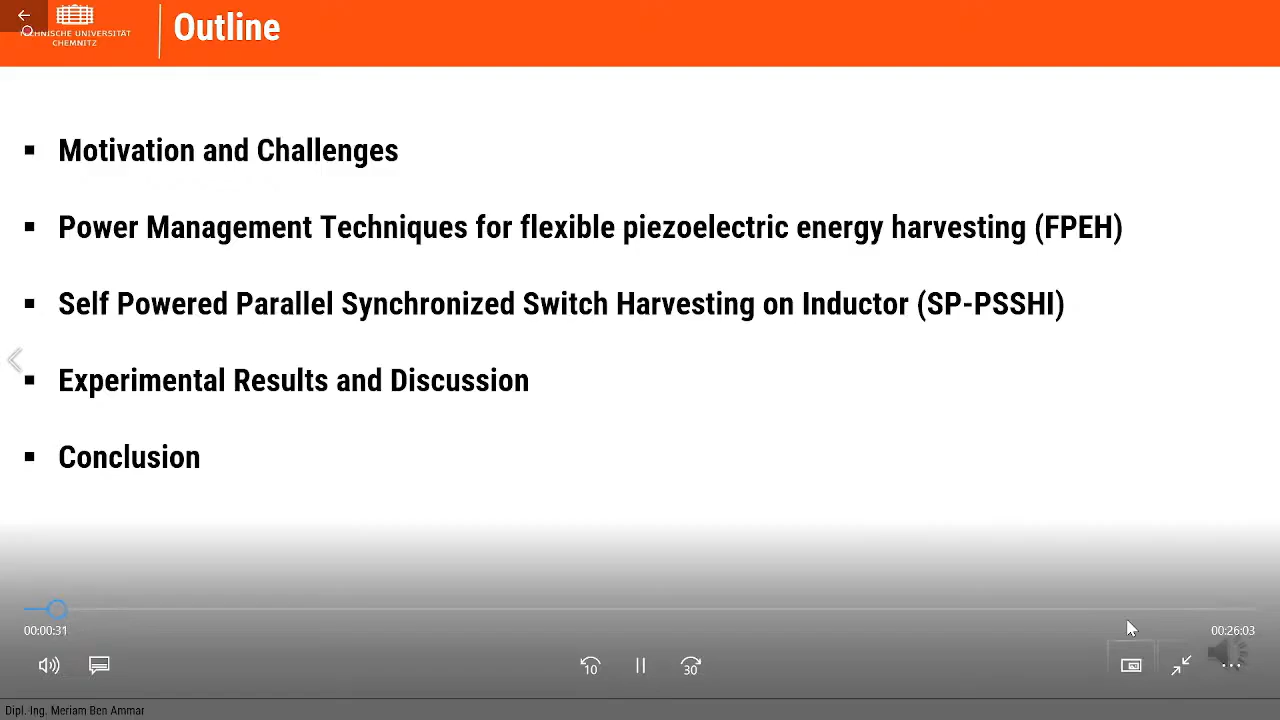 TECHNISCHE UNIVERSITÄT
CHEMNITZ
Outline
▪ Motivation and Challenges
▪ Power Management Techniques for flexible piezoelectric energy harvesting (FPEH)
▪ Self Powered Parallel Synchronized Switch Harvesting on Inductor (SP-PSSHI)
▪ Experimental Results and Discussion
▪ Conclusion
00:00:31
00:26:03
10
30
Dipl. Ing. Meriam Ben Ammar